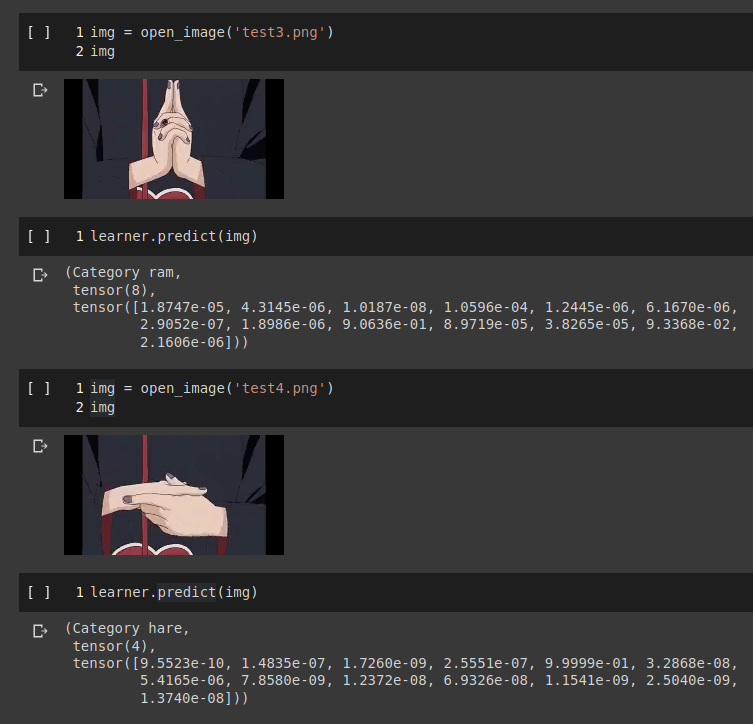 [ ] 1 img = open_image('test3.png')
2 img
[ ] 1 learner.predict(img)
(Category ram,
tensor(8),
tensor([1.8747e-05, 4.3145e-06, 1.0187e-08, 1.0596e-04, 1.2445e-06, 6.1670e-06,
2.9052e-07, 1.8986e-06, 9.0636e-01, 8.9719e-05, 3.8265e-05, 9.3368e-02,
2.1606e-06]))
[ ] 1 img = open_image('test4.png')
2 img
[ ] 1 learner.predict(img)
(Category hare,
tensor(4),
tensor([9.5523e-10, 1.4835e-07, 1.7260e-09, 2.5551e-07, 9.9999e-01, 3.2868e-08,
5.4165e-06, 7.8580e-09, 1.2372e-08, 6.9326e-08, 1.1541e-09, 2.5040e-09,
1.3740e-08]))